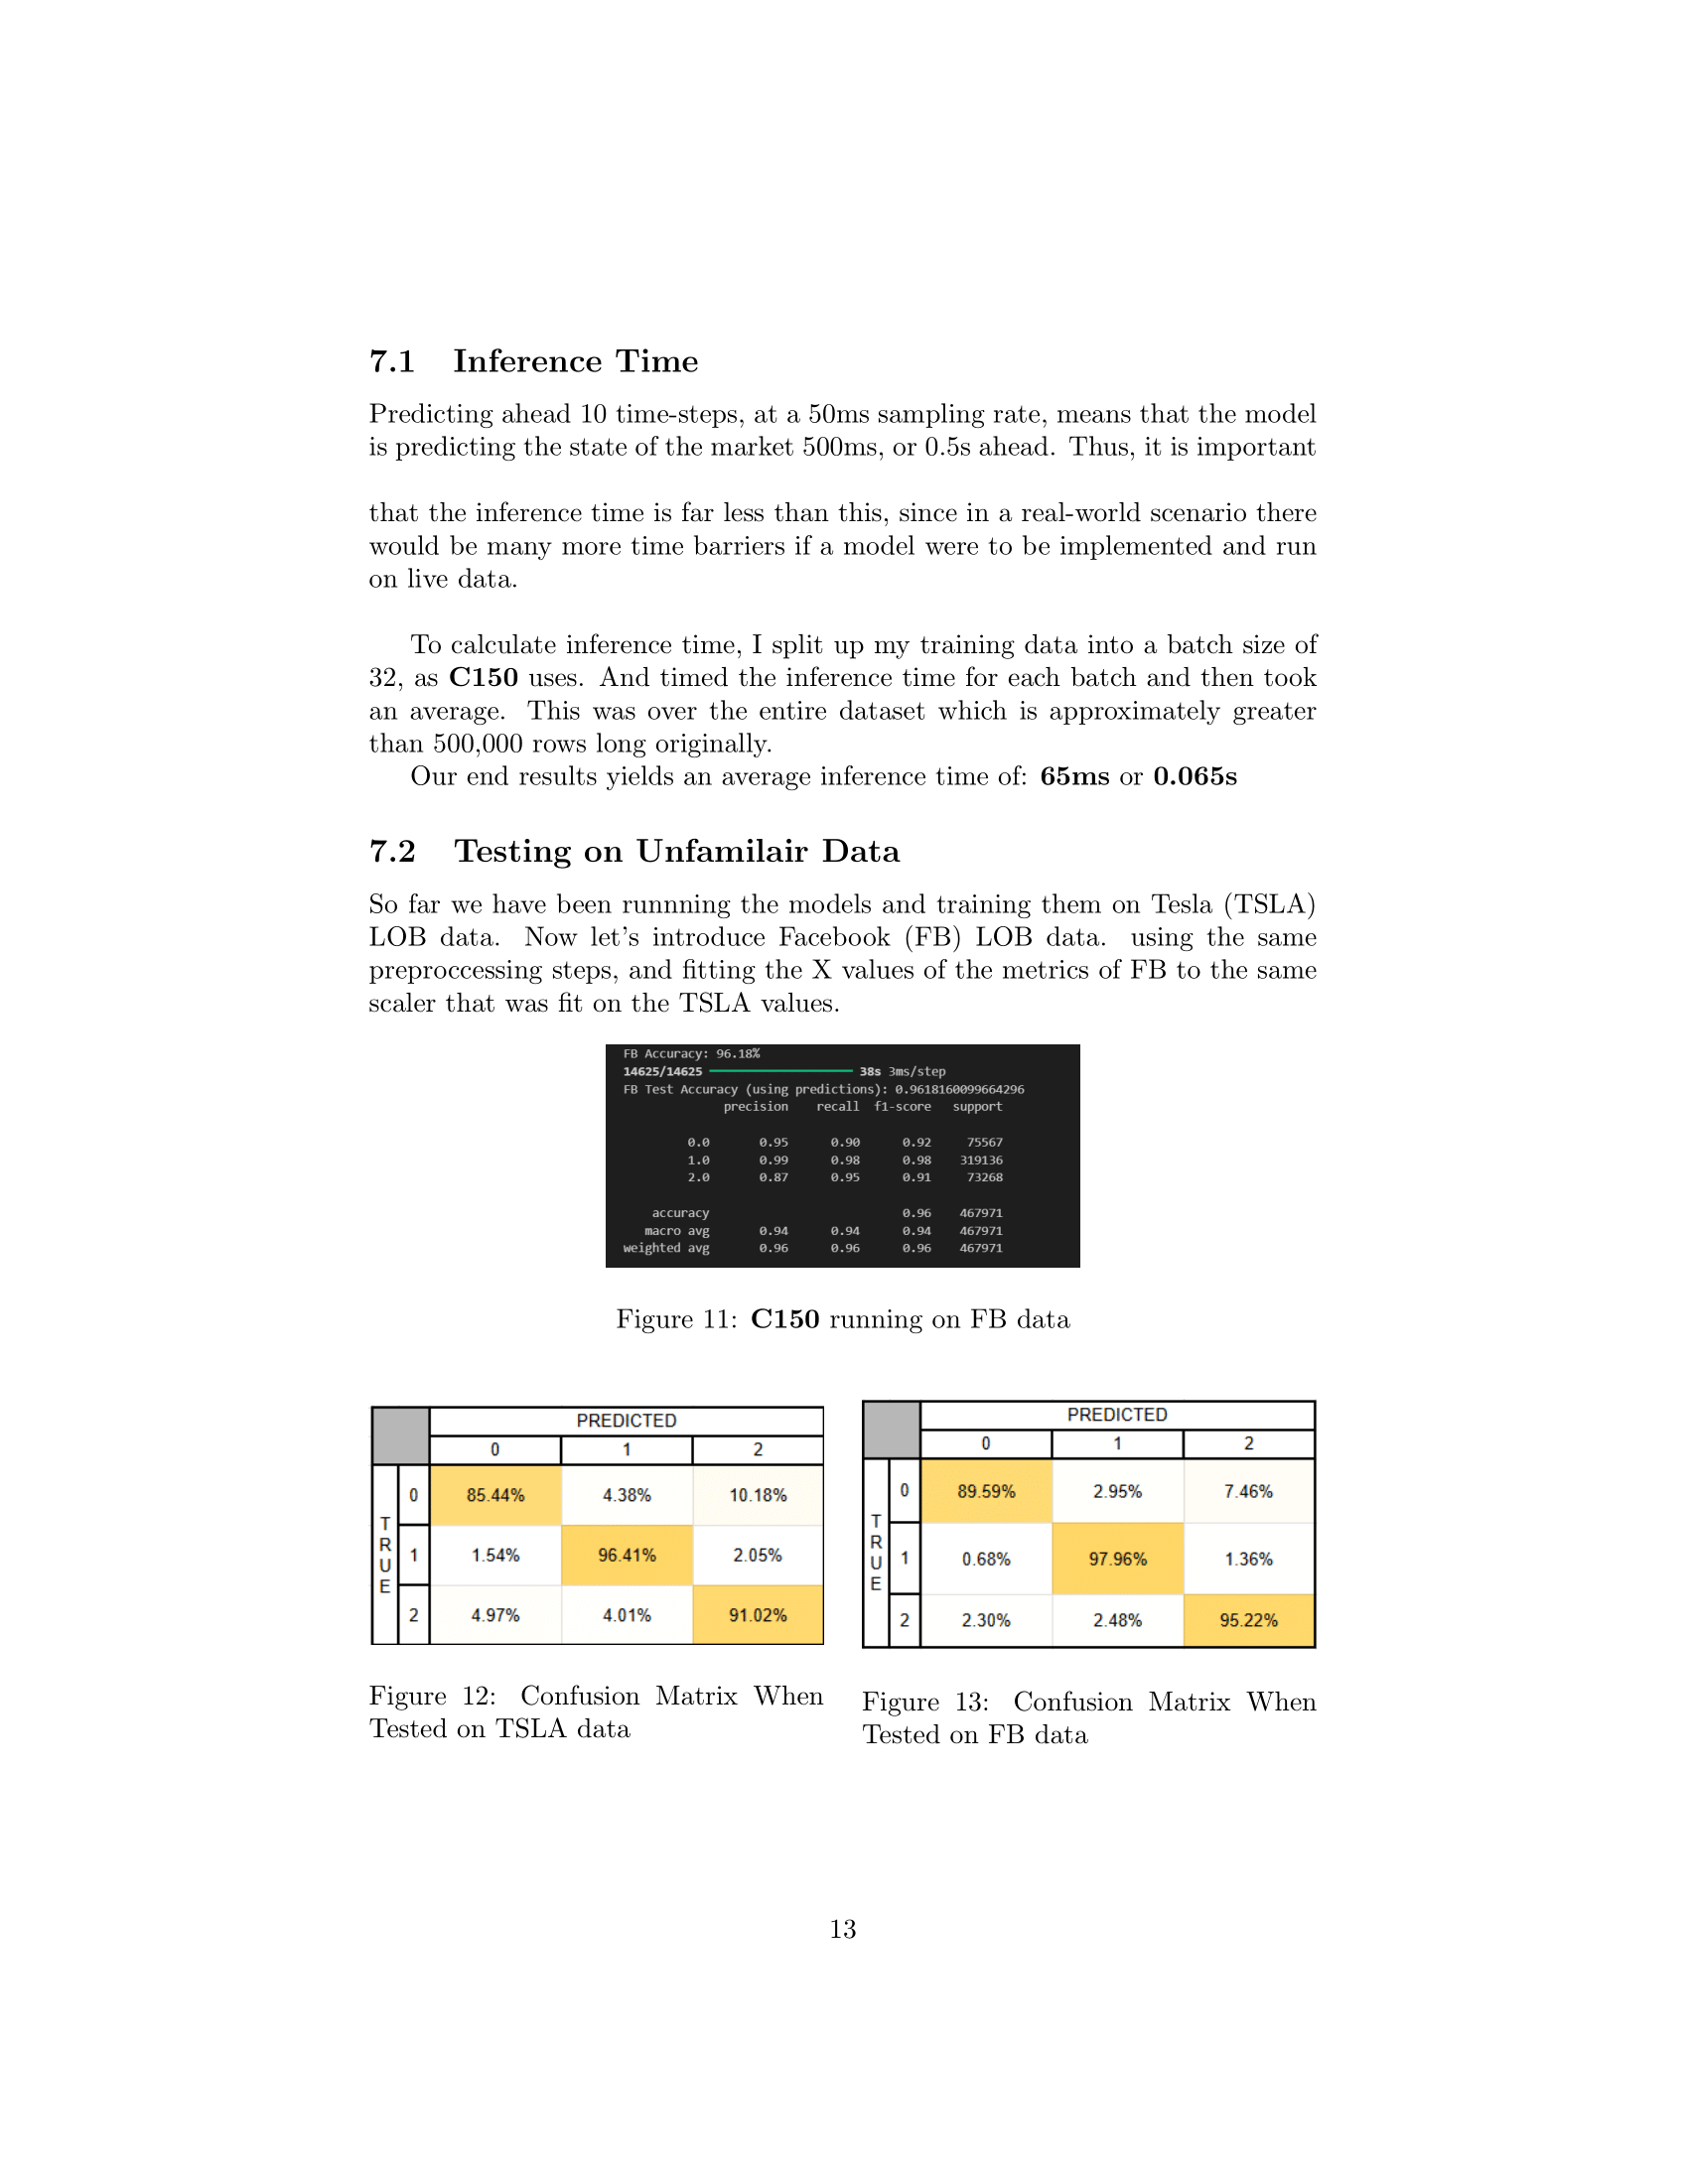 7.1 Inference Time
Predicting ahead 10 time-steps, at a 50ms sampling rate, means that the model
is predicting the state of the market 500ms, or 0.5s ahead. Thus, it is important
that the inference time is far less than this, since in a real-world scenario there
would be many more time barriers if a model were to be implemented and run
on live data.
To calculate inference time, I split up my training data into a batch size of
32, as C150 uses. And timed the inference time for each batch and then took
an average. This was over the entire dataset which is approximately greater
than 500,000 rows long originally.
Our end results yields an average inference time of: 65ms or 0.065s
7.2 Testing on Unfamilair Data
So far we have been runnning the models and training them on Tesla (TSLA)
LOB data. Now let's introduce Facebook (FB) LOB data. using the same
preproccessing steps, and fitting the X values of the metrics of FB to the same
scaler that was fit on the TSLA values.
FB Accuracy: 96.18%
14625/14625 38s 3ms/step
FB Test Accuracy (using predictions): 0.9618160099664296
precision recall f1-score support
0.0 0.95 0.90 0.92 75567
1.0 0.99 0.98 0.98 319136
2.0 0.87 0.95 0.91 73268
accuracy 0.96 467971
macro avg 0.94 0.94 0.94 467971
weighted avg 0.96 0.96 0.96 467971
Figure 11: C150 running on FB data
PREDICTED
0 1 2
TRUE
0 85.44% 4.38% 10.18%
1 1.54% 96.41% 2.05%
2 4.97% 4.01% 91.02%
Figure 12: Confusion Matrix When
Tested on TSLA data
PREDICTED
0 1 2
TRUE
0 89.59% 2.95% 7.46%
1 0.68% 97.96% 1.36%
2 2.30% 2.48% 95.22%
Figure 13: Confusion Matrix When
Tested on FB data
13